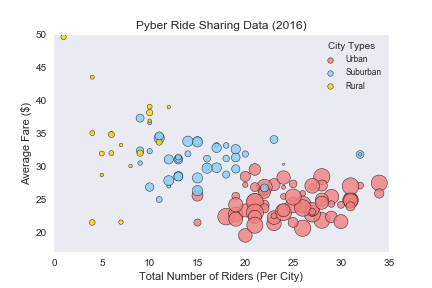 Pyber Ride Sharing Data (2016)
City Types
Urban
Suburban
Rural
Average Fare ($)
50
45
40
35
30
25
20
0 5 10 15 20 25 30 35
Total Number of Riders (Per City)